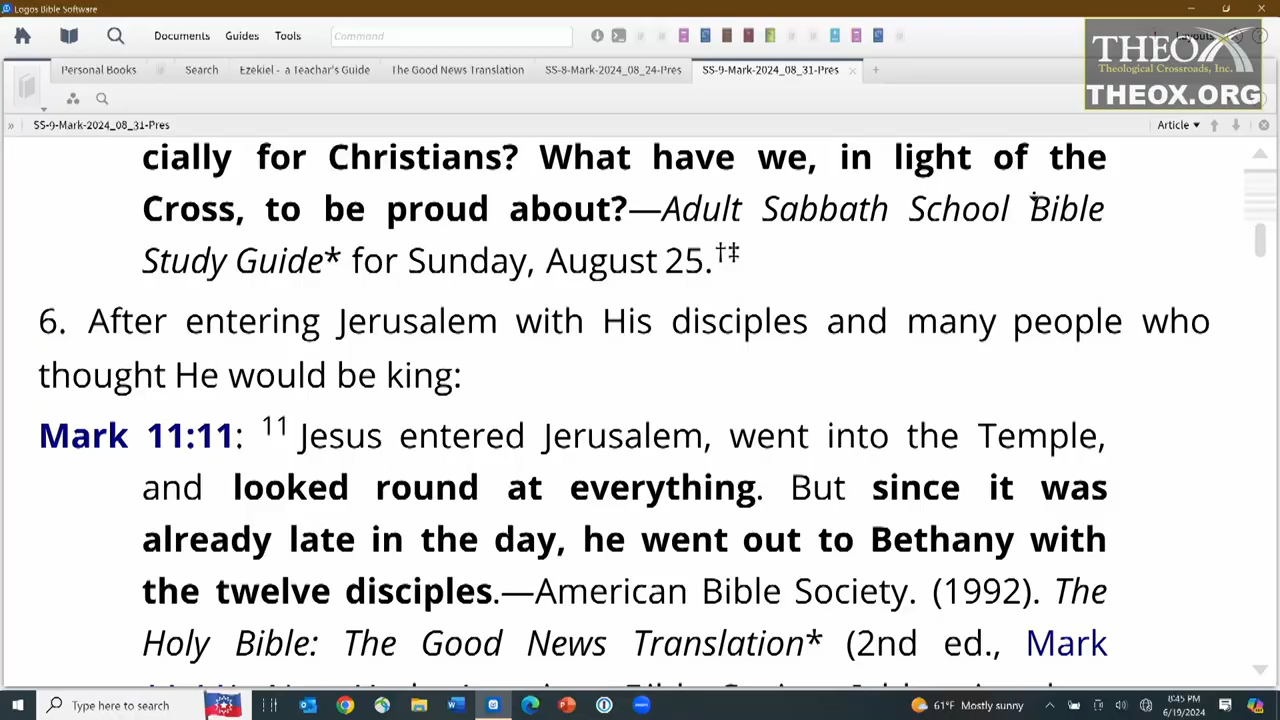 Logos Bible Software
Documents Guides Tools Command
THEOX
Theological Crossroads, Inc.
THEOX.ORG
Personal Books Search Ezekiel - a Teacher's Guide SS-8-Mark-2024_08_24-Pres SS-9-Mark-2024_08_31-Pres
SS-9-Mark-2024_08_31-Pres Article
cially for Christians? What have we, in light of the
Cross, to be proud about?—Adult Sabbath School Bible
Study Guide* for Sunday, August 25.†‡
6. After entering Jerusalem with His disciples and many people who
thought He would be king:
Mark 11:11: 11 Jesus entered Jerusalem, went into the Temple,
and looked round at everything. But since it was
already late in the day, he went out to Bethany with
the twelve disciples.—American Bible Society. (1992). The
Holy Bible: The Good News Translation* (2nd ed., Mark
Type here to search 61°F Mostly sunny 8:45 PM
6/19/2024